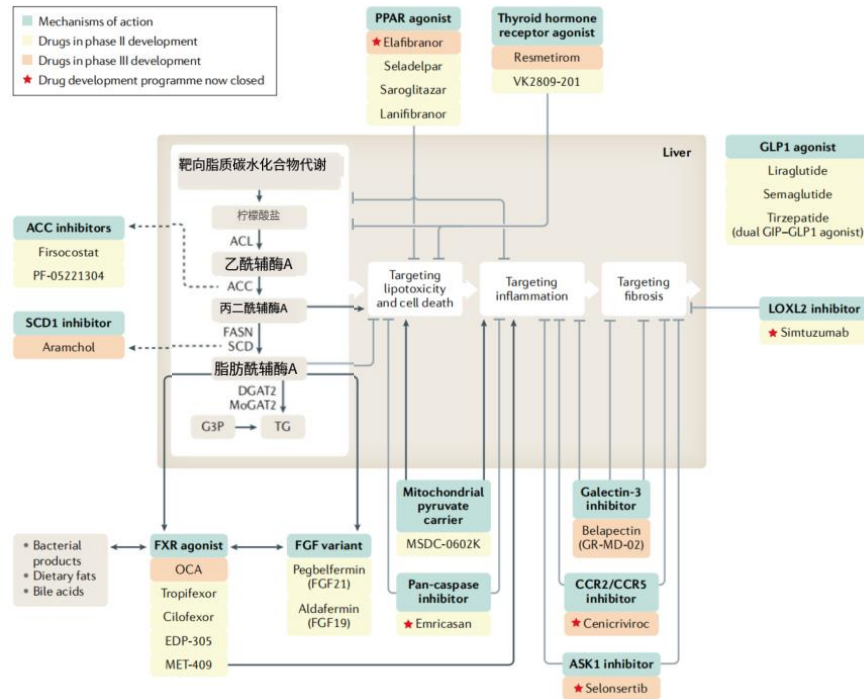 Mechanisms of action
Drugs in phase II development
Drugs in phase III development
Drug development programme now closed
PPAR agonist
Elafibranor
Seladelpar
Saroglitazar
Lanifibranor
Thyroid hormone
receptor agonist
Resmetirom
VK2809-201
Liver
GLP1 agonist
Liraglutide
Semaglutide
Tirzepatide
(dual GIP–GLP1 agonist)
靶向脂质碳水化合物代谢
柠檬酸盐
ACL
乙酰辅酶A
ACC
丙二酰辅酶A
FASN
SCD
脂肪酰辅酶A
DGAT2
MoGAT2
G3P
TG
ACC inhibitors
Firsocostat
PF-05221304
SCD1 inhibitor
Aramchol
Targeting
lipotoxicity
and cell death
Targeting
inflammation
Targeting
fibrosis
LOXL2 inhibitor
Simtuzumab
• Bacterial
products
• Dietary fats
• Bile acids
FXR agonist
OCA
Tropifexor
Cilofexor
EDP-305
MET-409
FGF variant
Pegbelfermin
(FGF21)
Aldafermin
(FGF19)
Mitochondrial
pyruvate
carrier
MSDC-0602K
Pan-caspase
inhibitor
Emricasan
Galectin-3
inhibitor
Belapectin
(GR-MD-02)
CCR2/CCR5
inhibitor
Cenicriviroc
ASK1 inhibitor
Selonsertib